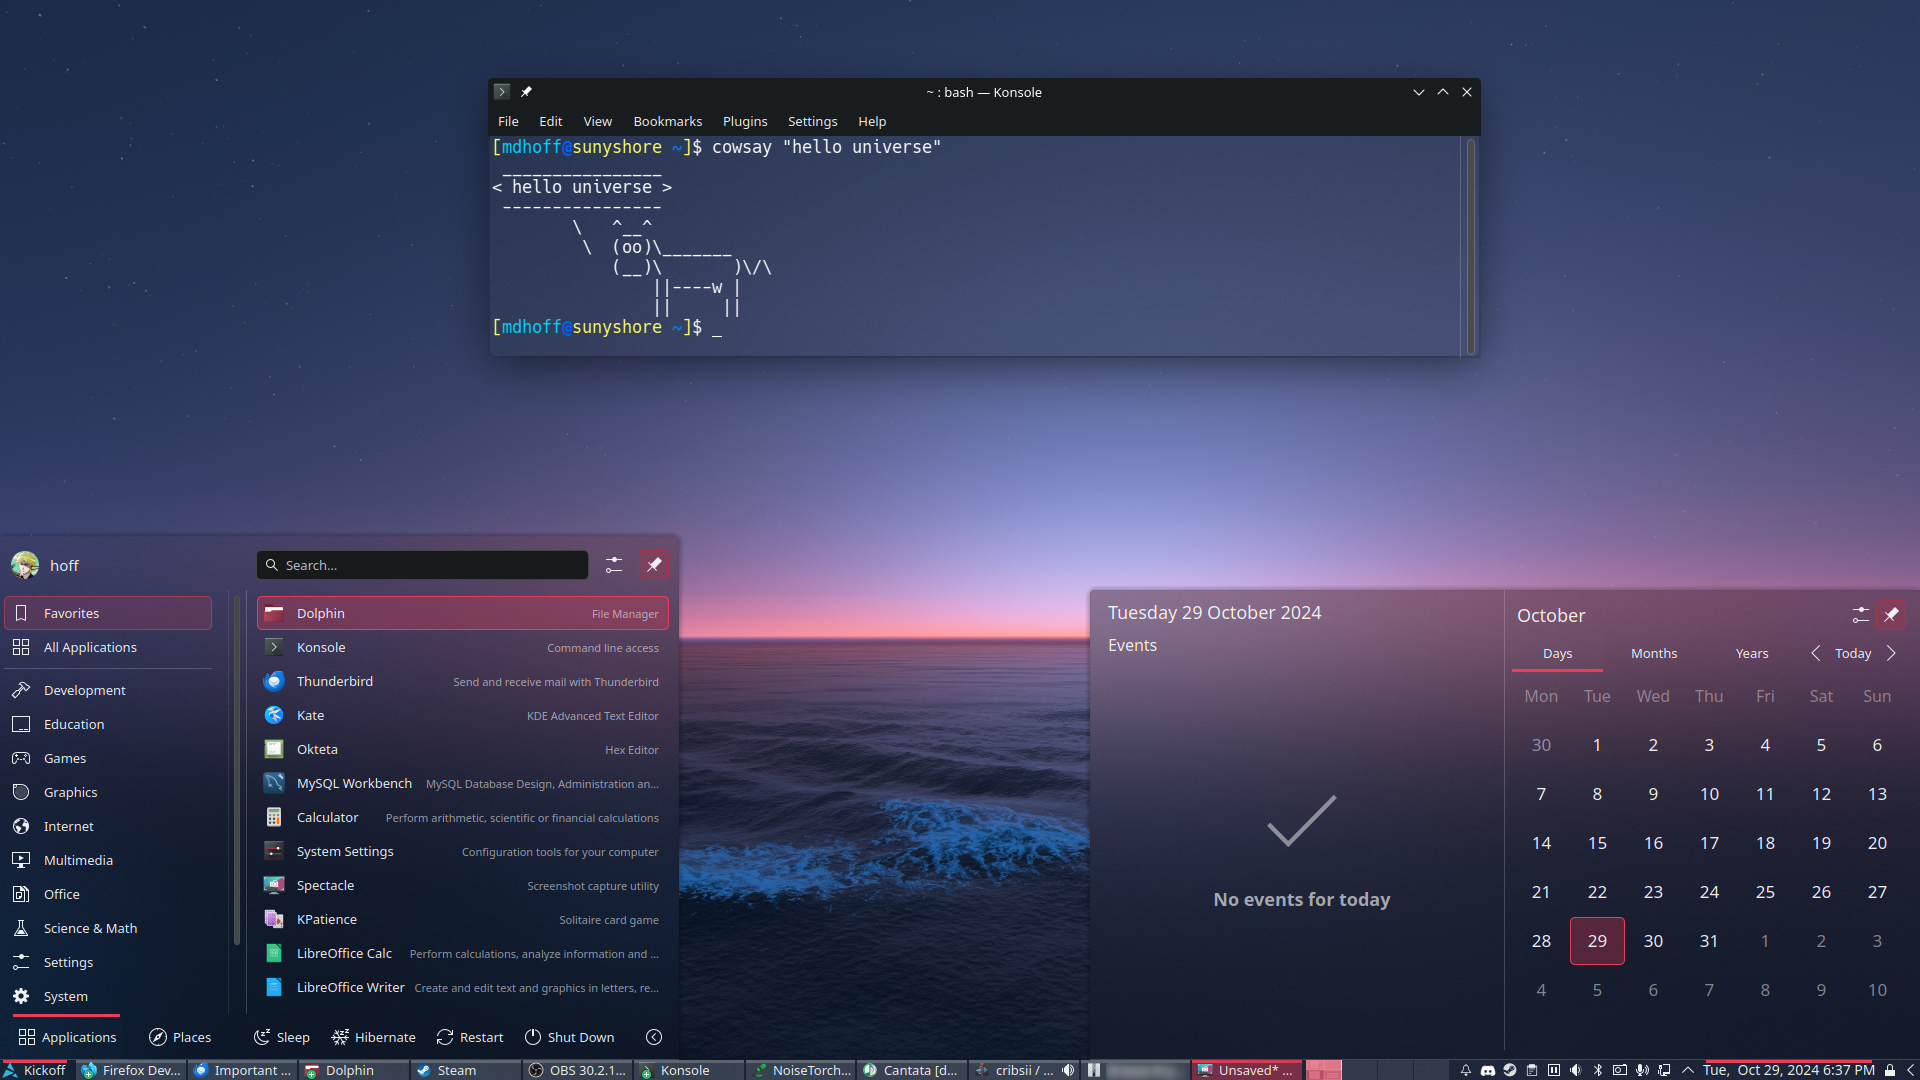 ~ : bash — Konsole
File Edit View Bookmarks Plugins Settings Help
[mdhoff@sunyshore ~]$ cowsay "hello universe"
 ________________
< hello universe >
 ----------------
        \   ^__^
         \  (oo)\_______
            (__)\       )\/\
                ||----w |
                ||     ||
[mdhoff@sunyshore ~]$ _
hoff
Search...
Favorites
All Applications
Development
Education
Games
Graphics
Internet
Multimedia
Office
Science & Math
Settings
System
Dolphin File Manager
Konsole Command line access
Thunderbird Send and receive mail with Thunderbird
Kate KDE Advanced Text Editor
Okteta Hex Editor
MySQL Workbench MySQL Database Design, Administration an...
Calculator Perform arithmetic, scientific or financial calculations
System Settings Configuration tools for your computer
Spectacle Screenshot capture utility
KPatience Solitaire card game
LibreOffice Calc Perform calculations, analyze information and ...
LibreOffice Writer Create and edit text and graphics in letters, re...
Applications Places Sleep Hibernate Restart Shut Down
Tuesday 29 October 2024
Events
No events for today
October
Days Months Years Today
Mon Tue Wed Thu Fri Sat Sun
30 1 2 3 4 5 6
7 8 9 10 11 12 13
14 15 16 17 18 19 20
21 22 23 24 25 26 27
28 29 30 31 1 2 3
4 5 6 7 8 9 10
Kickoff Firefox Dev... Important ... Dolphin Steam OBS 30.2.1... Konsole NoiseTorch... Cantata [d... cribsii / ... Unsaved* ... Tue, Oct 29, 2024 6:37 PM